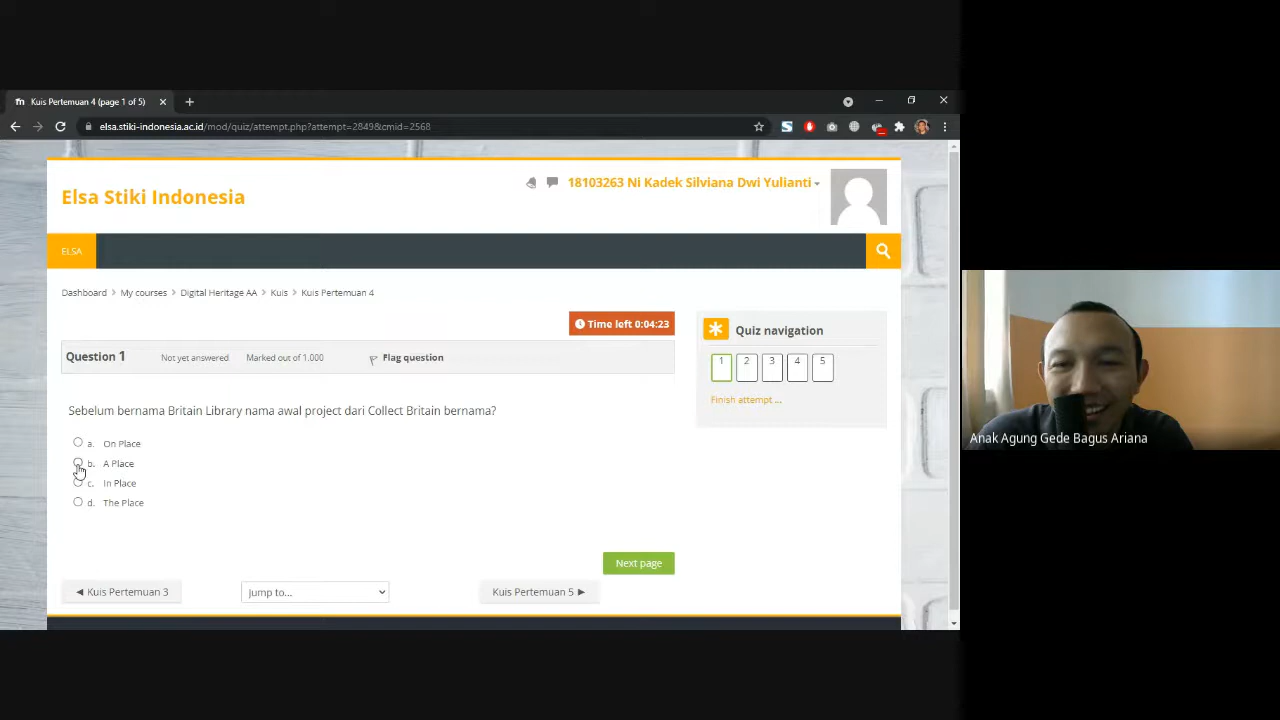 Kuis Pertemuan 4 (page 1 of 5)
elsa.stiki-indonesia.ac.id/mod/quiz/attempt.php?attempt=2849&cmid=2568
Elsa Stiki Indonesia
18103263 Ni Kadek Silviana Dwi Yulianti
ELSA
Dashboard > My courses > Digital Heritage AA > Kuis > Kuis Pertemuan 4
Time left 0:04:23
Quiz navigation
Question 1
Not yet answered
Marked out of 1.000
Flag question
1 2 3 4 5
Finish attempt ...
Sebelum bernama Britain Library nama awal project dari Collect Britain bernama?
a. On Place
b. A Place
c. In Place
d. The Place
Next page
◄ Kuis Pertemuan 3
Jump to...
Kuis Pertemuan 5 ►
Anak Agung Gede Bagus Ariana